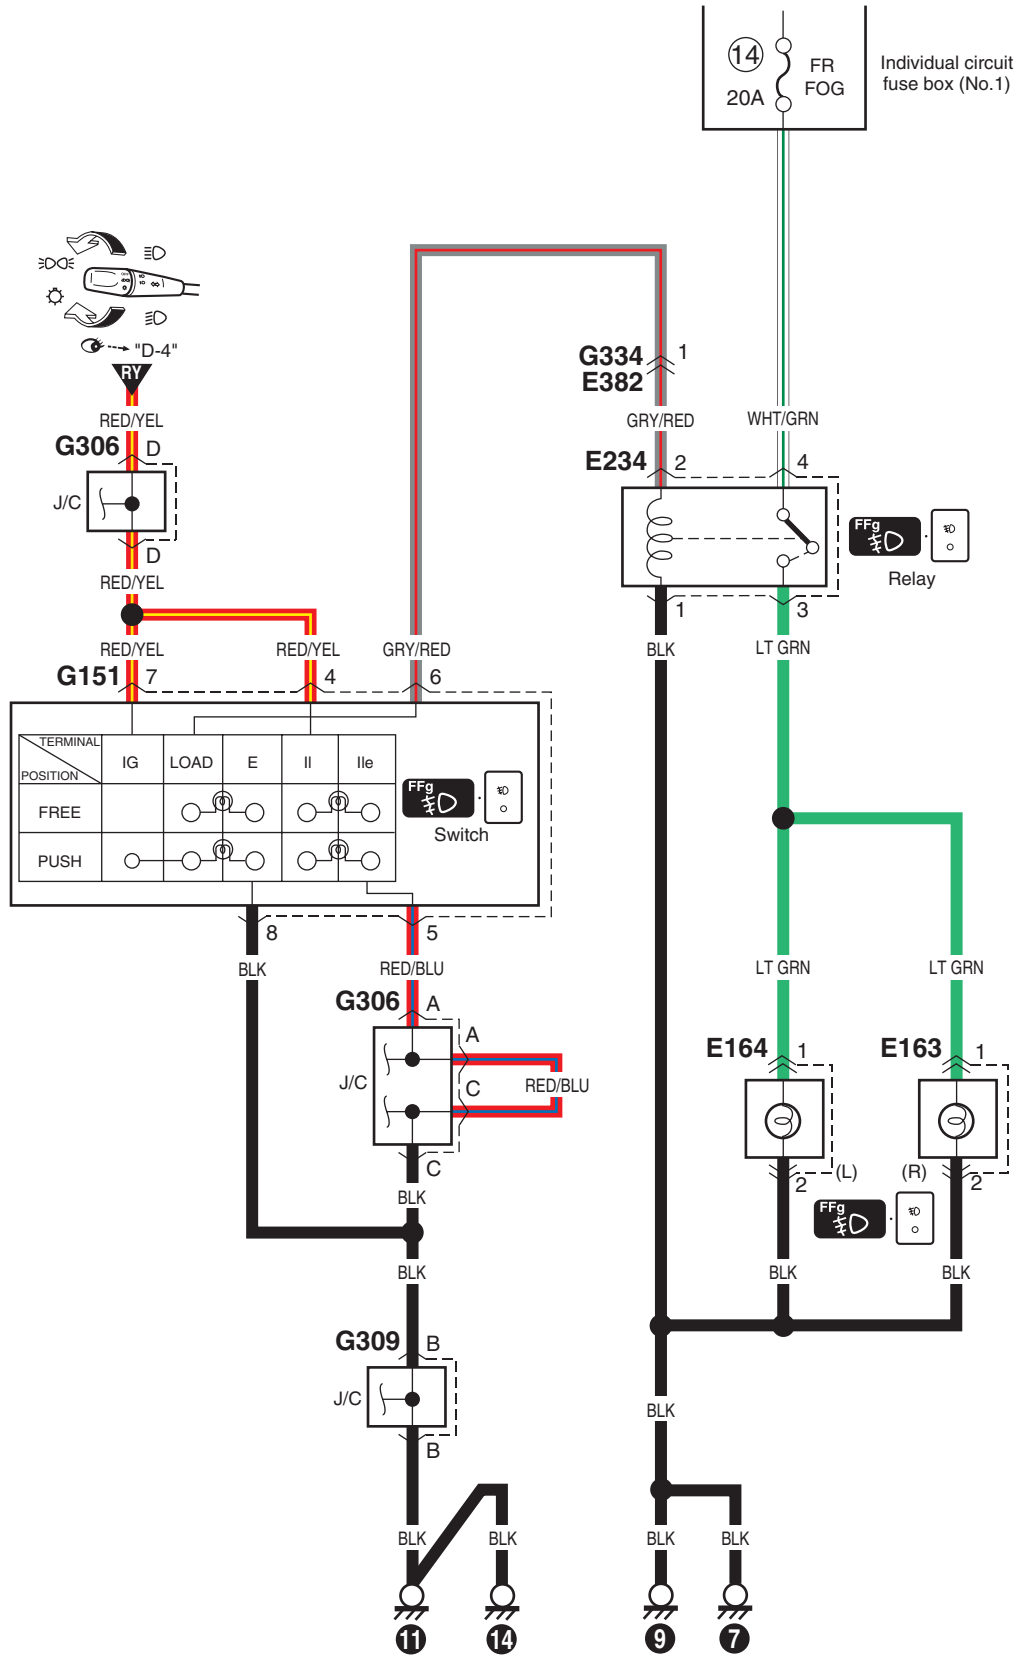 14
FR
FOG
20A
Individual circuit
fuse box (No.1)
"D-4"
RY
RED/YEL
G306 D
J/C
D
RED/YEL
RED/YEL
RED/YEL
GRY/RED
G151 7
4
6
G334 1
E382
GRY/RED
WHT/GRN
E234 2
4
FFg
Relay
1
3
BLK
LT GRN
TERMINAL
POSITION
IG
LOAD
E
II
IIe
FREE
PUSH
FFg
Switch
8
5
BLK
RED/BLU
G306 A
A
J/C
C
RED/BLU
C
BLK
BLK
G309 B
J/C
B
BLK
BLK
11
14
LT GRN
LT GRN
E164 1
E163 1
2
(L)
(R)
2
FFg
BLK
BLK
BLK
BLK
BLK
9
7